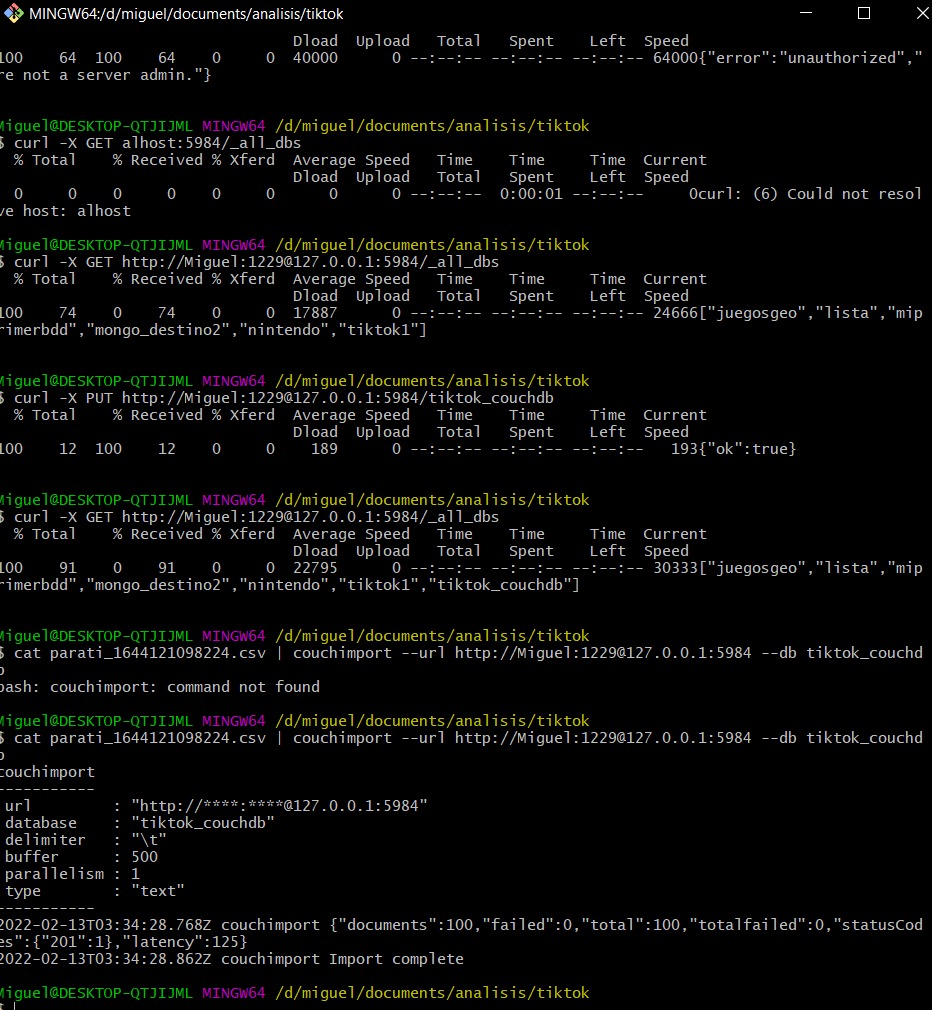 MINGW64:/d/miguel/documents/analisis/tiktok
Dload  Upload   Total   Spent    Left  Speed
100    64  100    64    0     0  40000      0 --:--:-- --:--:-- --:--:-- 64000{"error":"unauthorized","
re not a server admin."}
Miguel@DESKTOP-QTJIJML MINGW64 /d/miguel/documents/analisis/tiktok
$ curl -X GET alhost:5984/_all_dbs
% Total    % Received % Xferd  Average Speed   Time    Time     Time  Current
Dload  Upload   Total   Spent    Left  Speed
0     0    0     0    0     0      0      0 --:--:--  0:00:01 --:--:--     0curl: (6) Could not resol
ve host: alhost
Miguel@DESKTOP-QTJIJML MINGW64 /d/miguel/documents/analisis/tiktok
$ curl -X GET http://Miguel:1229@127.0.0.1:5984/_all_dbs
% Total    % Received % Xferd  Average Speed   Time    Time     Time  Current
Dload  Upload   Total   Spent    Left  Speed
100    74    0    74    0     0  17887      0 --:--:-- --:--:-- --:--:-- 24666["juegosgeo","lista","mip
rimerbdd","mongo_destino2","nintendo","tiktok1"]
Miguel@DESKTOP-QTJIJML MINGW64 /d/miguel/documents/analisis/tiktok
$ curl -X PUT http://Miguel:1229@127.0.0.1:5984/tiktok_couchdb
% Total    % Received % Xferd  Average Speed   Time    Time     Time  Current
Dload  Upload   Total   Spent    Left  Speed
100    12  100    12    0     0    189      0 --:--:-- --:--:-- --:--:--   193{"ok":true}
Miguel@DESKTOP-QTJIJML MINGW64 /d/miguel/documents/analisis/tiktok
$ curl -X GET http://Miguel:1229@127.0.0.1:5984/_all_dbs
% Total    % Received % Xferd  Average Speed   Time    Time     Time  Current
Dload  Upload   Total   Spent    Left  Speed
100    91    0    91    0     0  22795      0 --:--:-- --:--:-- --:--:-- 30333["juegosgeo","lista","mip
rimerbdd","mongo_destino2","nintendo","tiktok1","tiktok_couchdb"]
Miguel@DESKTOP-QTJIJML MINGW64 /d/miguel/documents/analisis/tiktok
$ cat parati_1644121098224.csv | couchimport --url http://Miguel:1229@127.0.0.1:5984 --db tiktok_couchd
b
bash: couchimport: command not found
Miguel@DESKTOP-QTJIJML MINGW64 /d/miguel/documents/analisis/tiktok
$ cat parati_1644121098224.csv | couchimport --url http://Miguel:1229@127.0.0.1:5984 --db tiktok_couchd
b
couchimport
-----------
url         : "http://****:****@127.0.0.1:5984"
database    : "tiktok_couchdb"
delimiter   : "\t"
buffer      : 500
parallelism : 1
type        : "text"
-----------
2022-02-13T03:34:28.768Z couchimport {"documents":100,"failed":0,"total":100,"totalfailed":0,"statusCod
es":{"201":1},"latency":125}
2022-02-13T03:34:28.862Z couchimport Import complete
Miguel@DESKTOP-QTJIJML MINGW64 /d/miguel/documents/analisis/tiktok
$